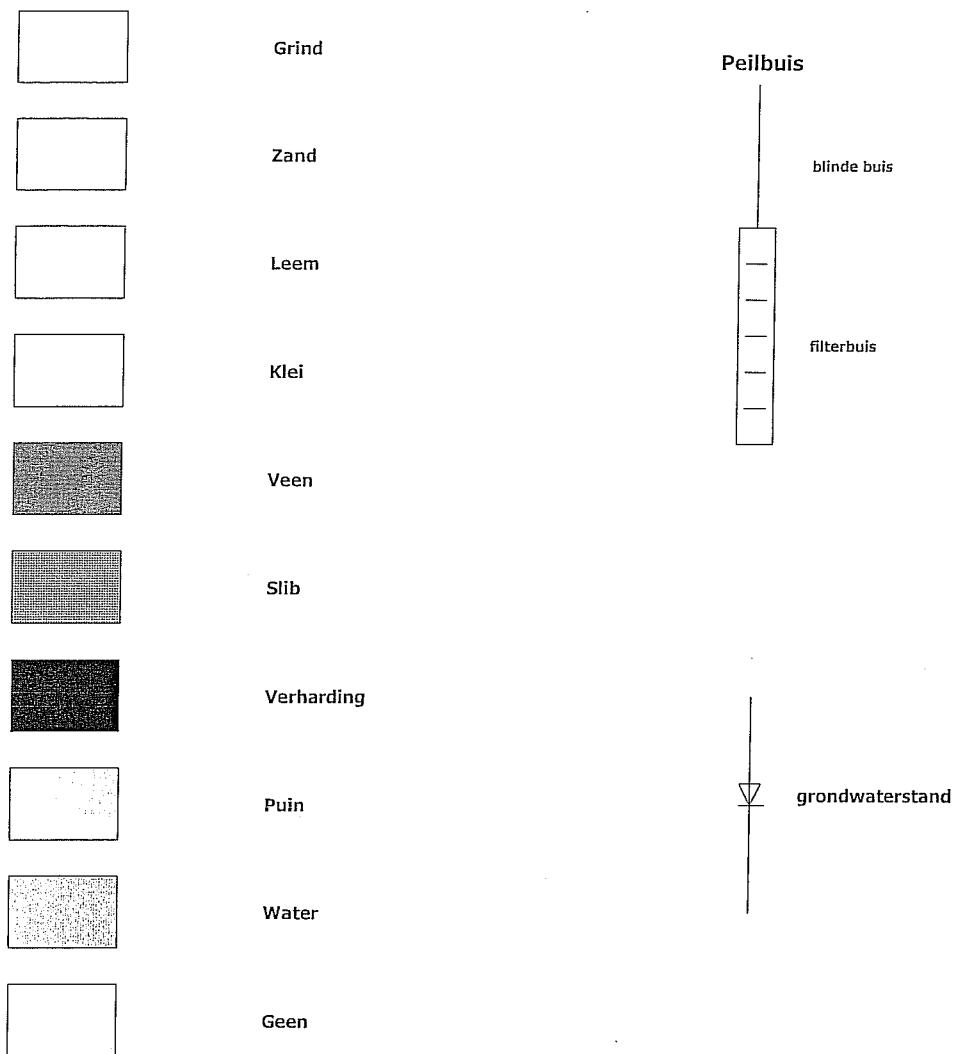 Grind
Zand
Leem
Klei
Veen
Slib
Verharding
Puin
Water
Geen
Peilbuis
blinde buis
filterbuis
grondwaterstand